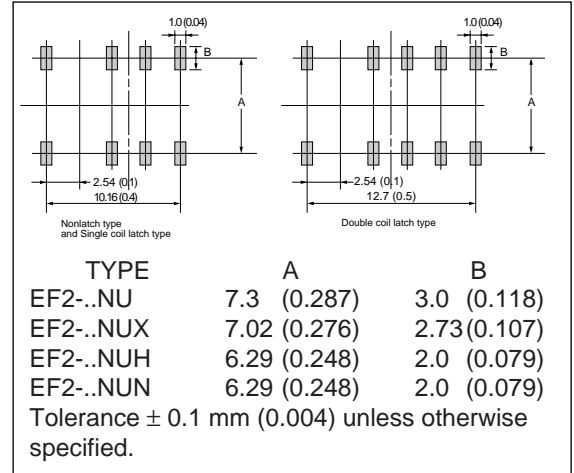 1.0 (0.04)
B
A
2.54 (0.1)
10.16 (0.4)
Nonlatch type
and Single coil latch type
1.0 (0.04)
B
A
2.54 (0.1)
12.7 (0.5)
Double coil latch type
TYPE A B
EF2-..NU 7.3 (0.287) 3.0 (0.118)
EF2-..NUX 7.02 (0.276) 2.73 (0.107)
EF2-..NUH 6.29 (0.248) 2.0 (0.079)
EF2-..NUN 6.29 (0.248) 2.0 (0.079)
Tolerance ± 0.1 mm (0.004) unless otherwise
specified.